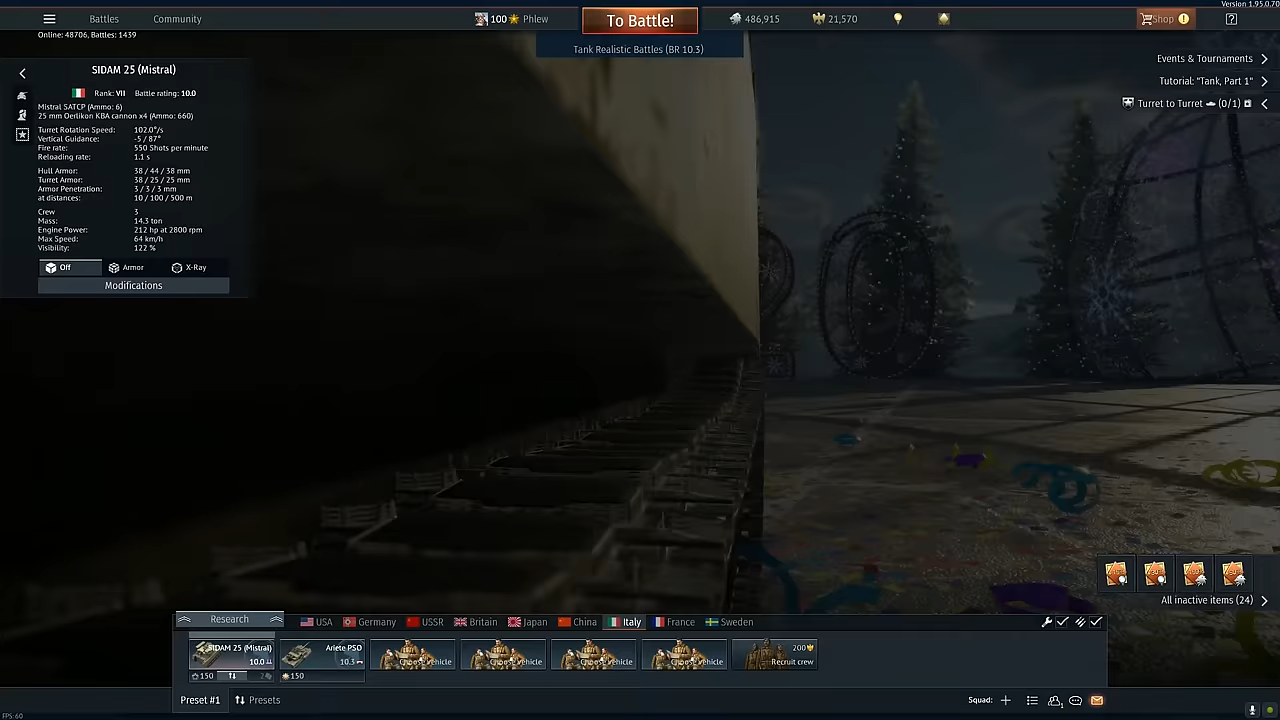 Version 1.95.0.70
Battles
Community
100 Phlew
To Battle!
486,915
21,570
Shop
Online: 48706, Battles: 1439
Tank Realistic Battles (BR 10.3)
Events & Tournaments
SIDAM 25 (Mistral)
Tutorial: "Tank, Part 1"
Rank: VII Battle rating: 10.0
Turret to Turret (0/1)
Mistral SATCP (Ammo: 6)
25 mm Oerlikon KBA cannon x4 (Ammo: 660)
Turret Rotation Speed: 102.0°/s
Vertical Guidance: -5 / 87°
Fire rate: 550 Shots per minute
Reloading rate: 1.1 s
Hull Armor: 38 / 44 / 38 mm
Turret Armor: 38 / 25 / 25 mm
Armor Penetration: 3 / 3 / 3 mm
at distances: 10 / 100 / 500 m
Crew 3
Mass: 14.3 ton
Engine Power: 212 hp at 2800 rpm
Max Speed: 64 km/h
Visibility: 122 %
Off Armor X-Ray
Modifications
All inactive items (24)
Research
USA Germany USSR Britain Japan China Italy France Sweden
SIDAM 25 (Mistral)
10.0
Ariete PSO
10.3
Choose vehicle
Choose vehicle
Choose vehicle
Choose vehicle
200
Recruit crew
150
2
150
Preset #1
Presets
Squad:
1
FPS: 60